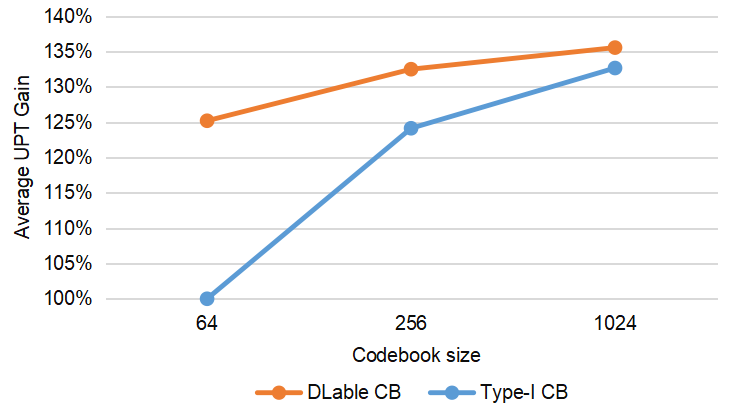 140%
135%
130%
125%
120%
115%
110%
105%
100%
Average UPT Gain
64 256 1024
Codebook size
DLable CB Type-I CB